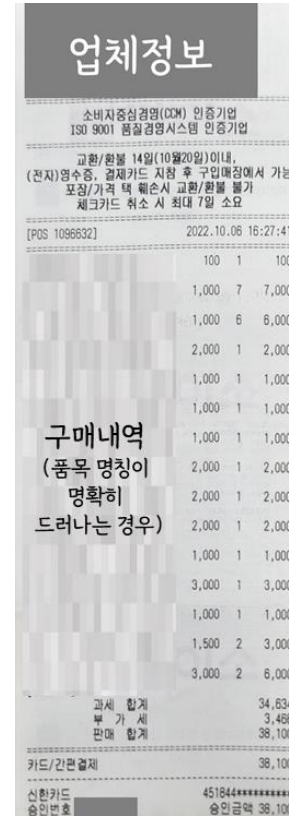 업체정보
소비자중심경영(CCM) 인증기업
ISO 9001 품질경영시스템 인증기업
교환/환불 14일(10월20일)이내,
(전자)영수증, 결제카드 지참 후 구입매장에서 가능
포장/가격 택 훼손시 교환/환불 불가
체크카드 취소 시 최대 7일 소요
[POS 1096632] 2022.10.06 16:27:41
100 1 100
1,000 7 7,000
1,000 6 6,000
2,000 1 2,000
1,000 1 1,000
1,000 1 1,000
구매내역 1,000 1 1,000
(품목 명칭이 2,000 1 2,000
명확히 2,000 1 2,000
드러나는 경우) 2,000 1 2,000
1,000 1 1,000
3,000 1 3,000
1,000 1 1,000
1,500 2 3,000
3,000 2 6,000
과세 합계 34,634
부 가 세 3,466
판매 합계 38,100
카드/간편결제 38,100
신한카드 451844**********
승인번호 승인금액 38,100